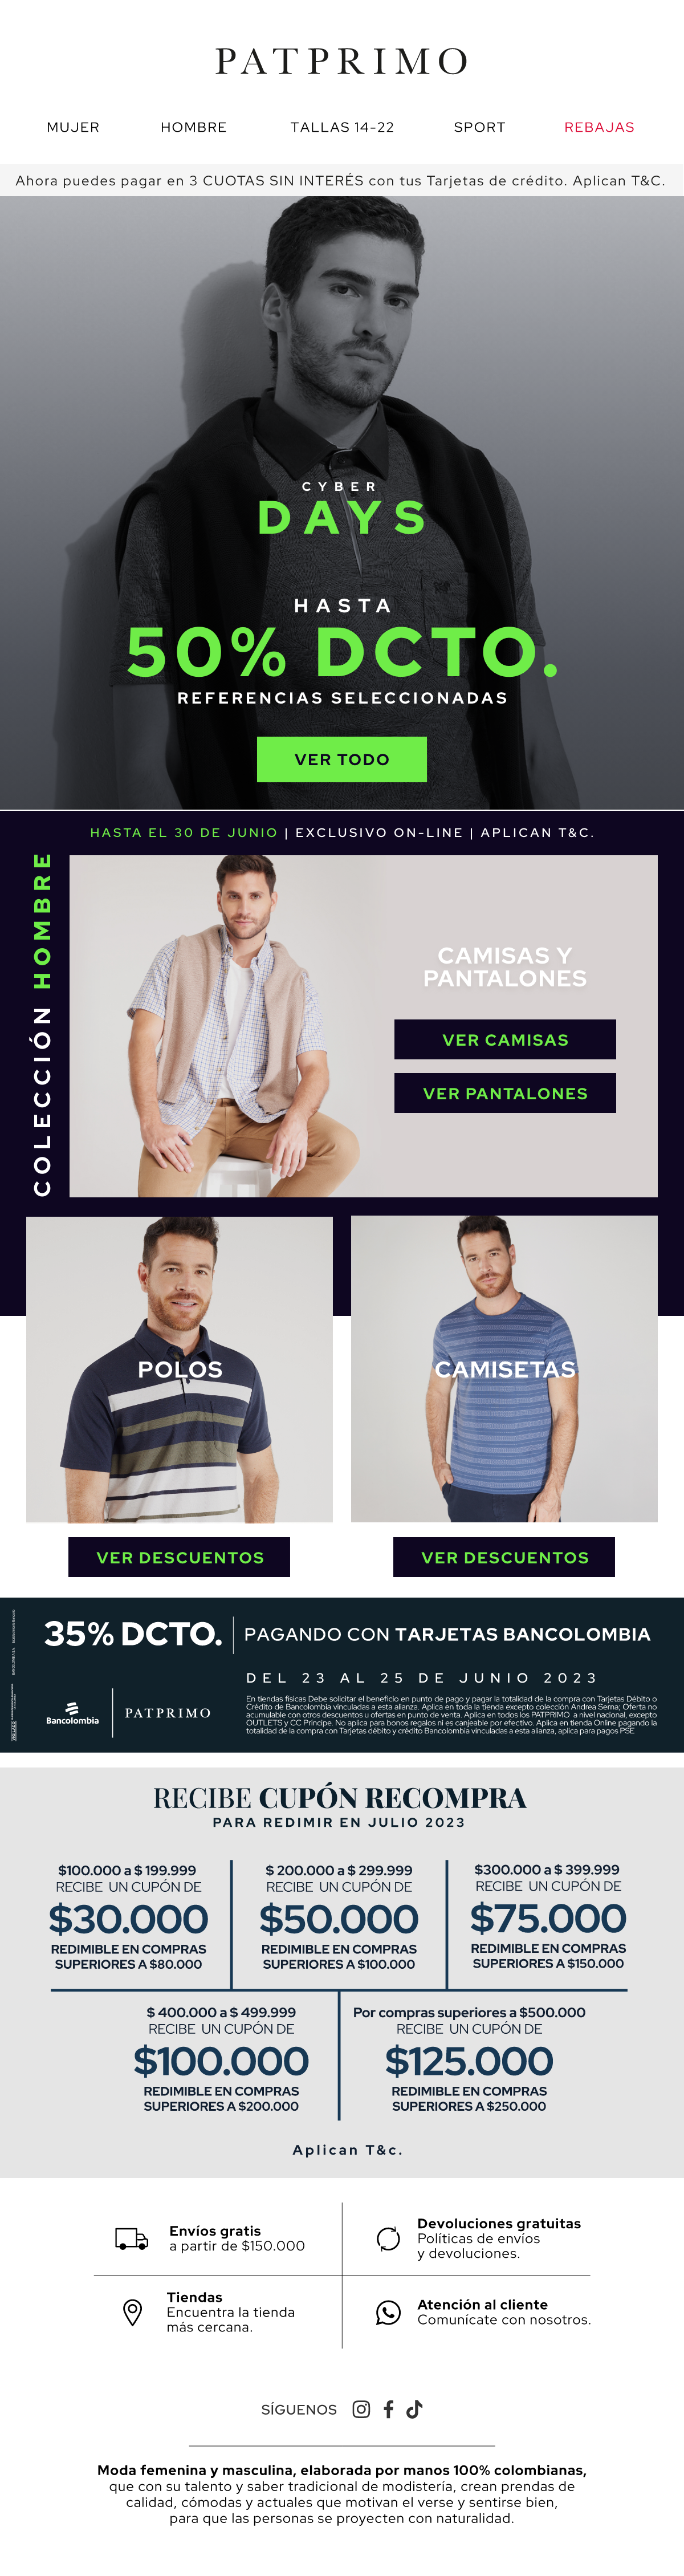 PATPRIMO
MUJER HOMBRE TALLAS 14-22 SPORT REBAJAS
Ahora puedes pagar en 3 CUOTAS SIN INTERÉS con tus Tarjetas de crédito. Aplican T&C.
CYBER
DAYS
HASTA
50% DCTO.
REFERENCIAS SELECCIONADAS
VER TODO
HASTA EL 30 DE JUNIO | EXCLUSIVO ON-LINE | APLICAN T&C.
COLECCIÓN HOMBRE
CAMISAS Y
PANTALONES
VER CAMISAS
VER PANTALONES
POLOS
CAMISETAS
VER DESCUENTOS
VER DESCUENTOS
35% DCTO. PAGANDO CON TARJETAS BANCOLOMBIA
DEL 23 AL 25 DE JUNIO 2023
Bancolombia
PATPRIMO
En tiendas físicas Debe solicitar el beneficio en punto de pago y pagar la totalidad de la compra con Tarjetas Débito o
Crédito de Bancolombia vinculadas a esta alianza. Aplica en toda la tienda excepto colección Andrea Serna; Oferta no
acumulable con otros descuentos u ofertas en punto de venta. Aplica en todos los PATPRIMO a nivel nacional, excepto
OUTLETS y CC Principe. No aplica para bonos regalos ni es canjeable por efectivo. Aplica en tienda Online pagando la
totalidad de la compra con Tarjetas débito y crédito Bancolombia vinculadas a esta alianza, aplica para pagos PSE
RECIBE CUPÓN RECOMPRA
PARA REDIMIR EN JULIO 2023
$100.000 a $ 199.999
RECIBE UN CUPÓN DE
$30.000
REDIMIBLE EN COMPRAS
SUPERIORES A $80.000
$ 200.000 a $ 299.999
RECIBE UN CUPÓN DE
$50.000
REDIMIBLE EN COMPRAS
SUPERIORES A $100.000
$300.000 a $ 399.999
RECIBE UN CUPÓN DE
$75.000
REDIMIBLE EN COMPRAS
SUPERIORES A $150.000
$ 400.000 a $ 499.999
RECIBE UN CUPÓN DE
$100.000
REDIMIBLE EN COMPRAS
SUPERIORES A $200.000
Por compras superiores a $500.000
RECIBE UN CUPÓN DE
$125.000
REDIMIBLE EN COMPRAS
SUPERIORES A $250.000
Aplican T&c.
Envíos gratis
a partir de $150.000
Devoluciones gratuitas
Políticas de envíos
y devoluciones.
Tiendas
Encuentra la tienda
más cercana.
Atención al cliente
Comunícate con nosotros.
SÍGUENOS
Moda femenina y masculina, elaborada por manos 100% colombianas,
que con su talento y saber tradicional de modistería, crean prendas de
calidad, cómodas y actuales que motivan el verse y sentirse bien,
para que las personas se proyecten con naturalidad.